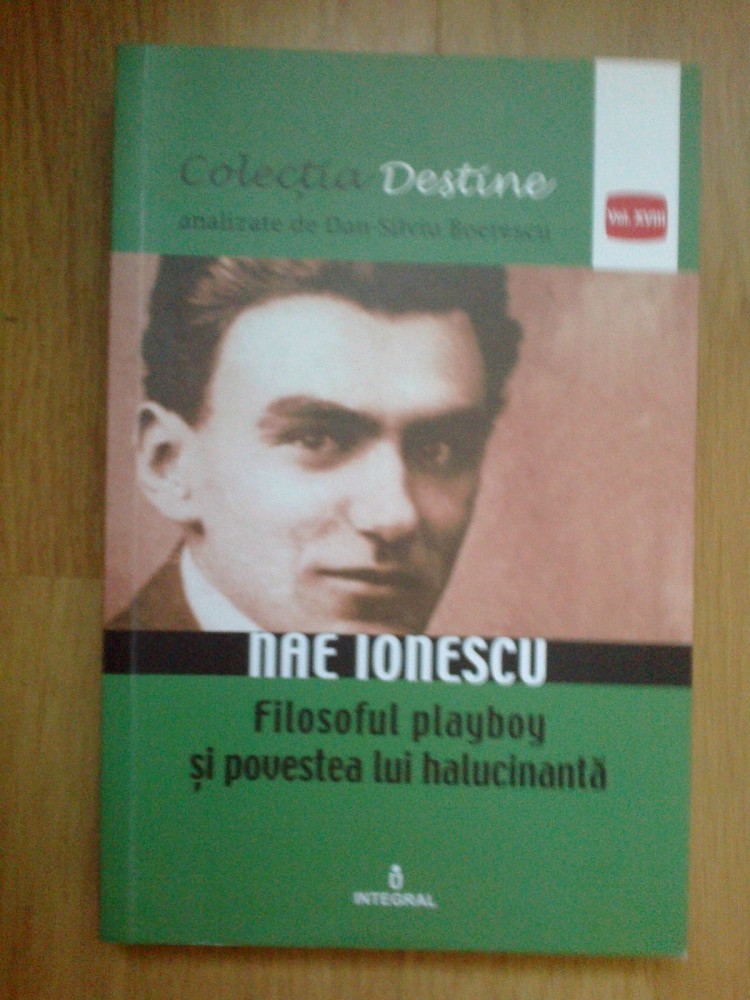 Colecția Destine
analizate de Dan-Silviu Boerescu
Vol. XVIII
NAE IONESCU
Filosoful playboy
și povestea lui halucinantă
INTEGRAL